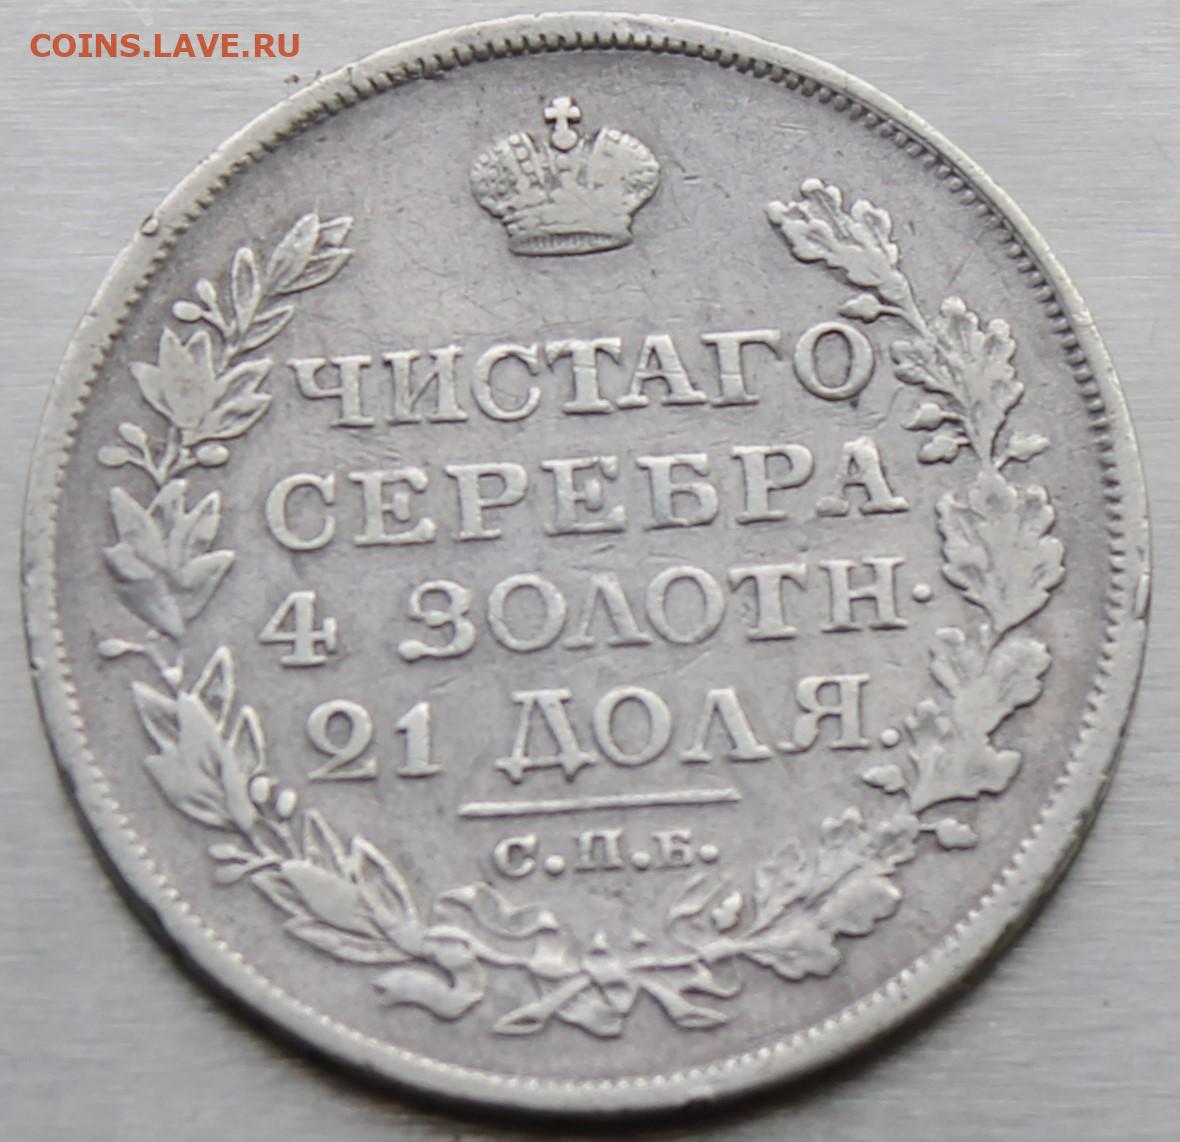 COINS.LAVE.RU
ЧИСТАГО
СЕРЕБРА
4 ЗОЛОТН.
21 ДОЛЯ.
С.П.Б.